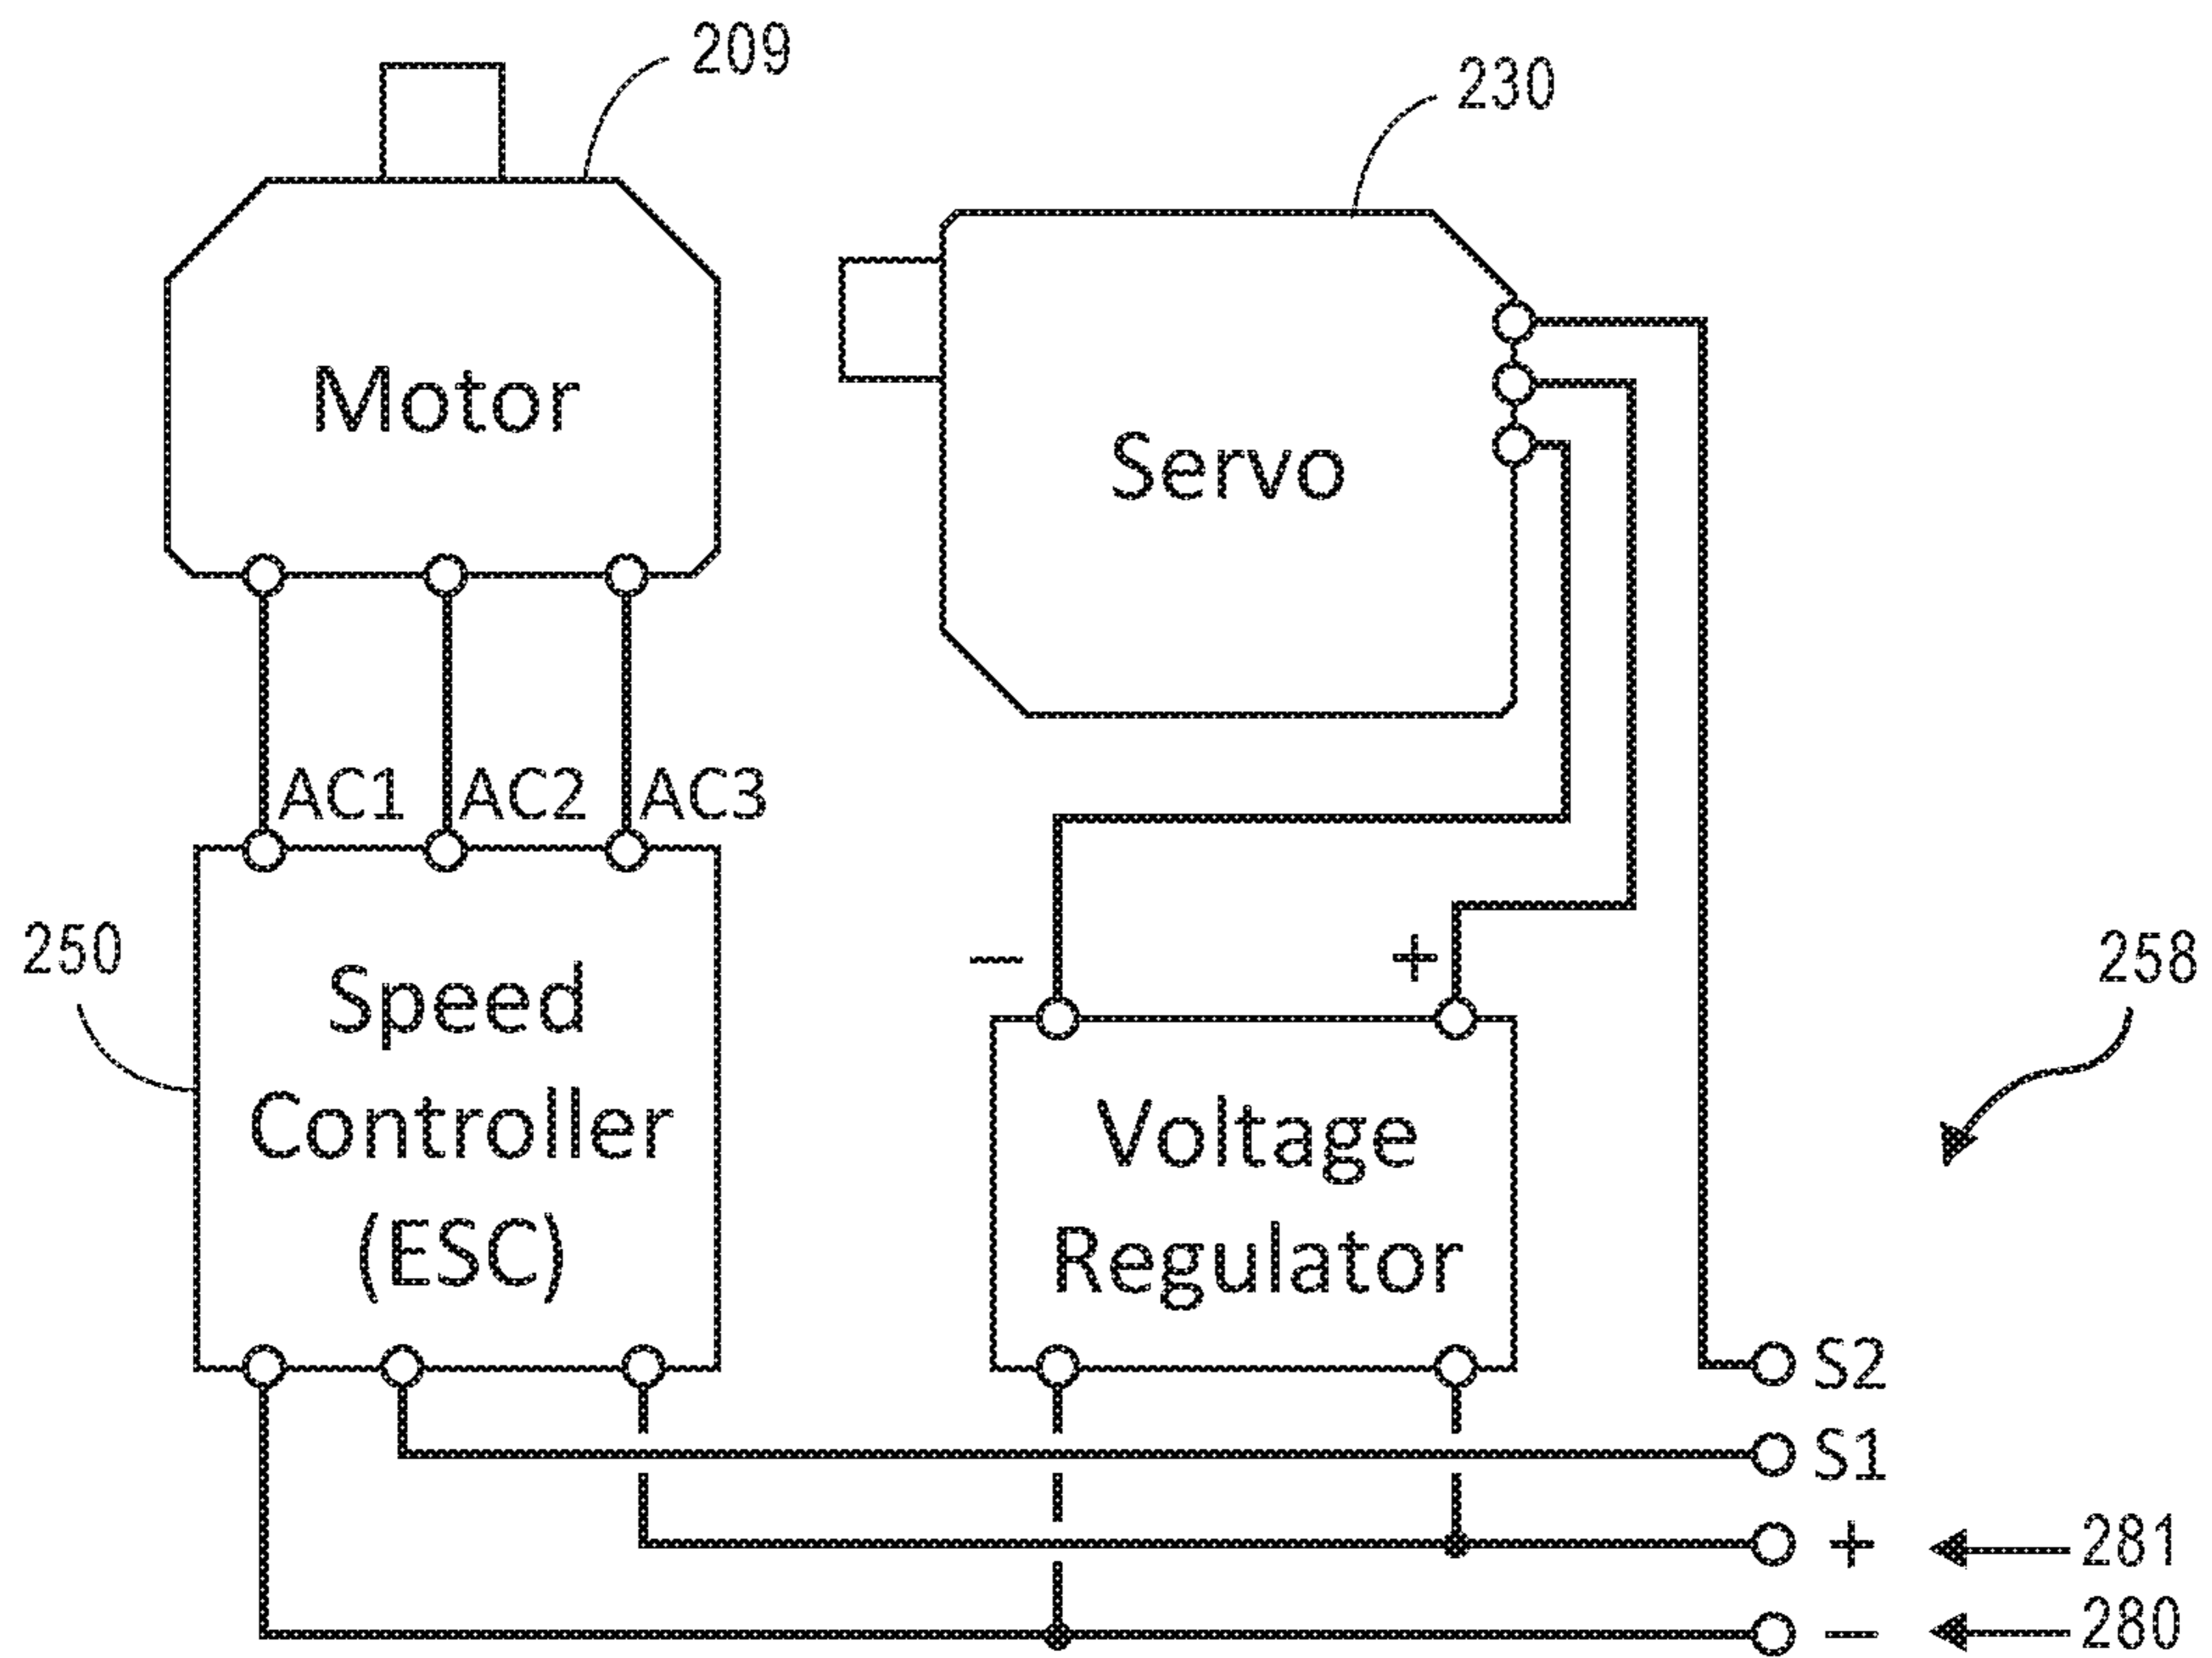 209
230
Motor
Servo
AC1 AC2 AC3
250
Speed
Controller
(ESC)
− +
258
Voltage
Regulator
S2
S1
+ 281
− 280